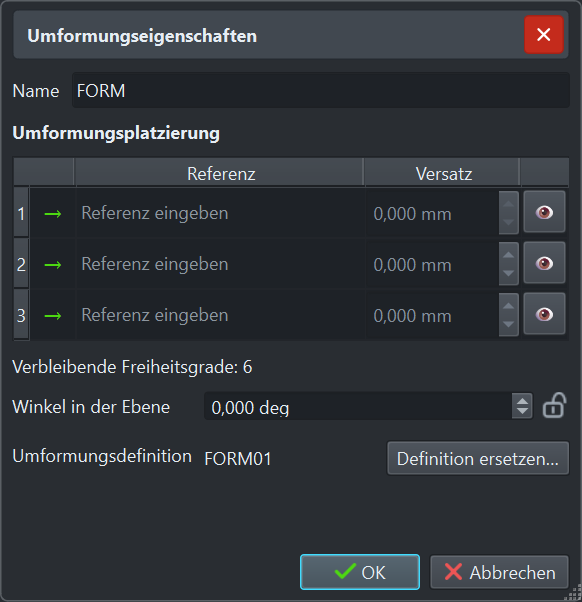 Umformungseigenschaften
Name FORM
Umformungsplatzierung
Referenz Versatz
1 → Referenz eingeben 0,000 mm
2 → Referenz eingeben 0,000 mm
3 → Referenz eingeben 0,000 mm
Verbleibende Freiheitsgrade: 6
Winkel in der Ebene 0,000 deg
Umformungsdefinition FORM01 Definition ersetzen...
OK Abbrechen